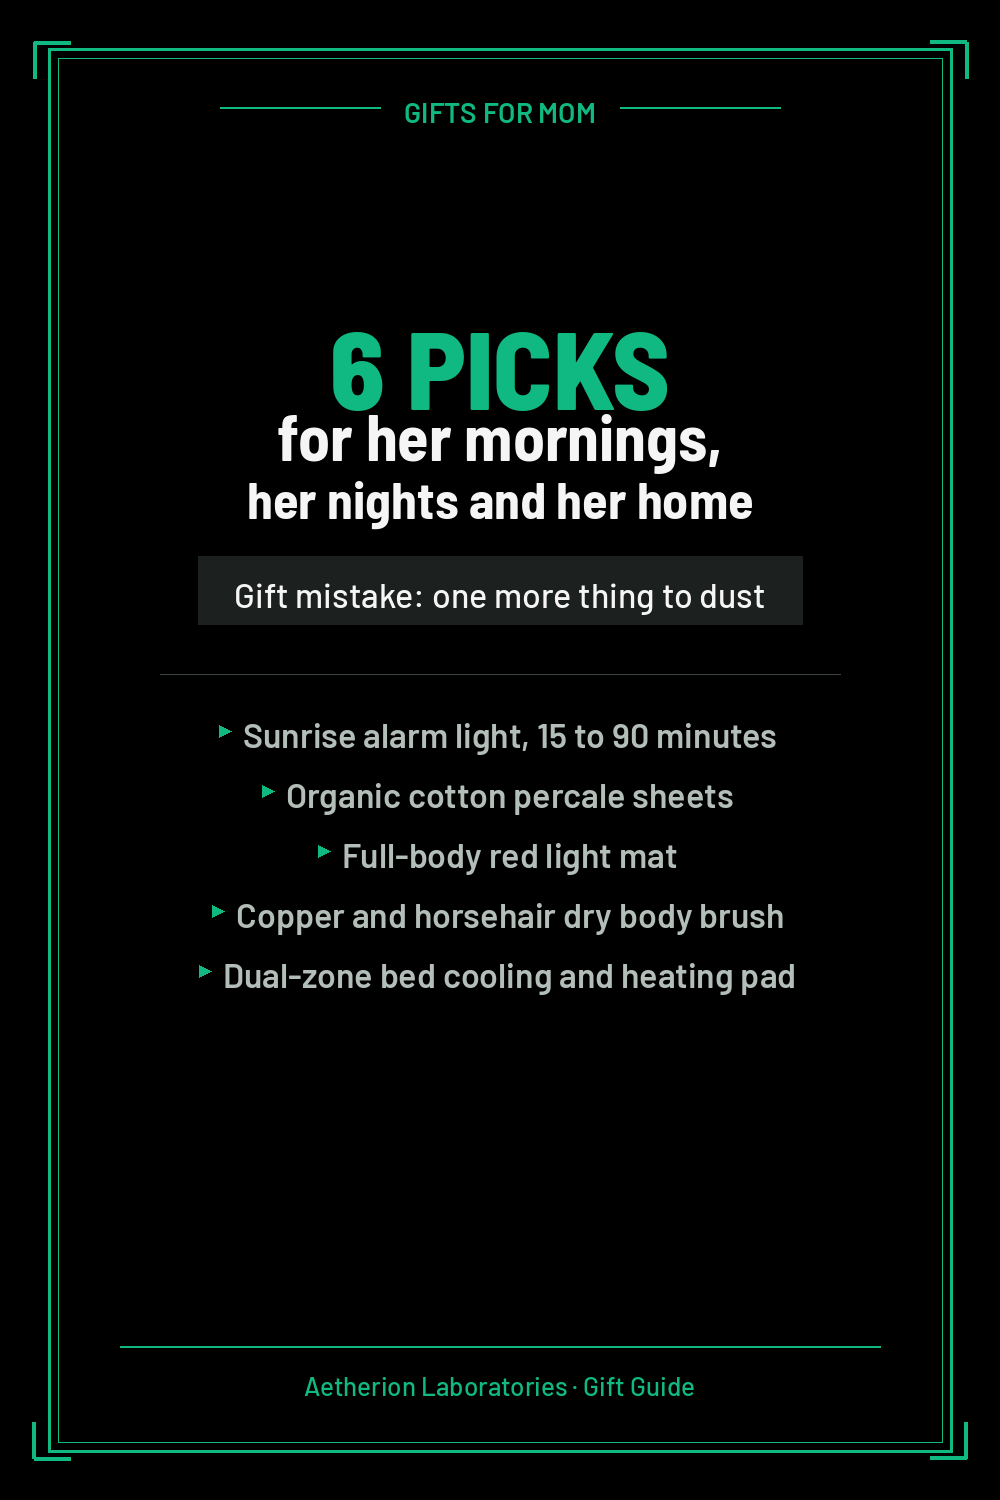 GIFTS FOR MOM
6 PICKS
for her mornings,
her nights and her home
Gift mistake: one more thing to dust
Sunrise alarm light, 15 to 90 minutes
Organic cotton percale sheets
Full-body red light mat
Copper and horsehair dry body brush
Dual-zone bed cooling and heating pad
Aetherion Laboratories · Gift Guide